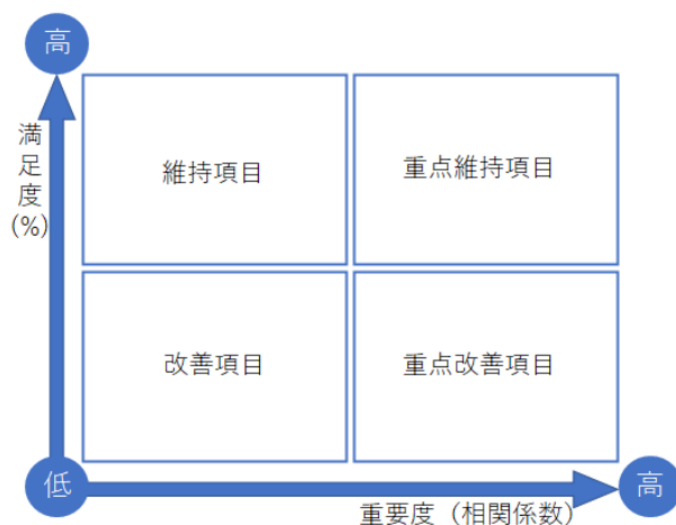 高
満足度
(%)
維持項目
重点維持項目
改善項目
重点改善項目
低
高
重要度（相関係数）